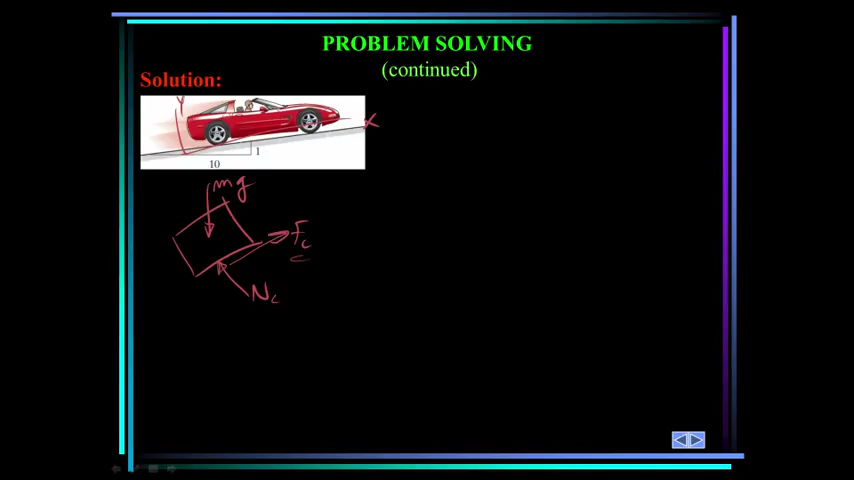 PROBLEM SOLVING
(continued)
Solution:
Y
X
1
10
mg
Fc
Nc